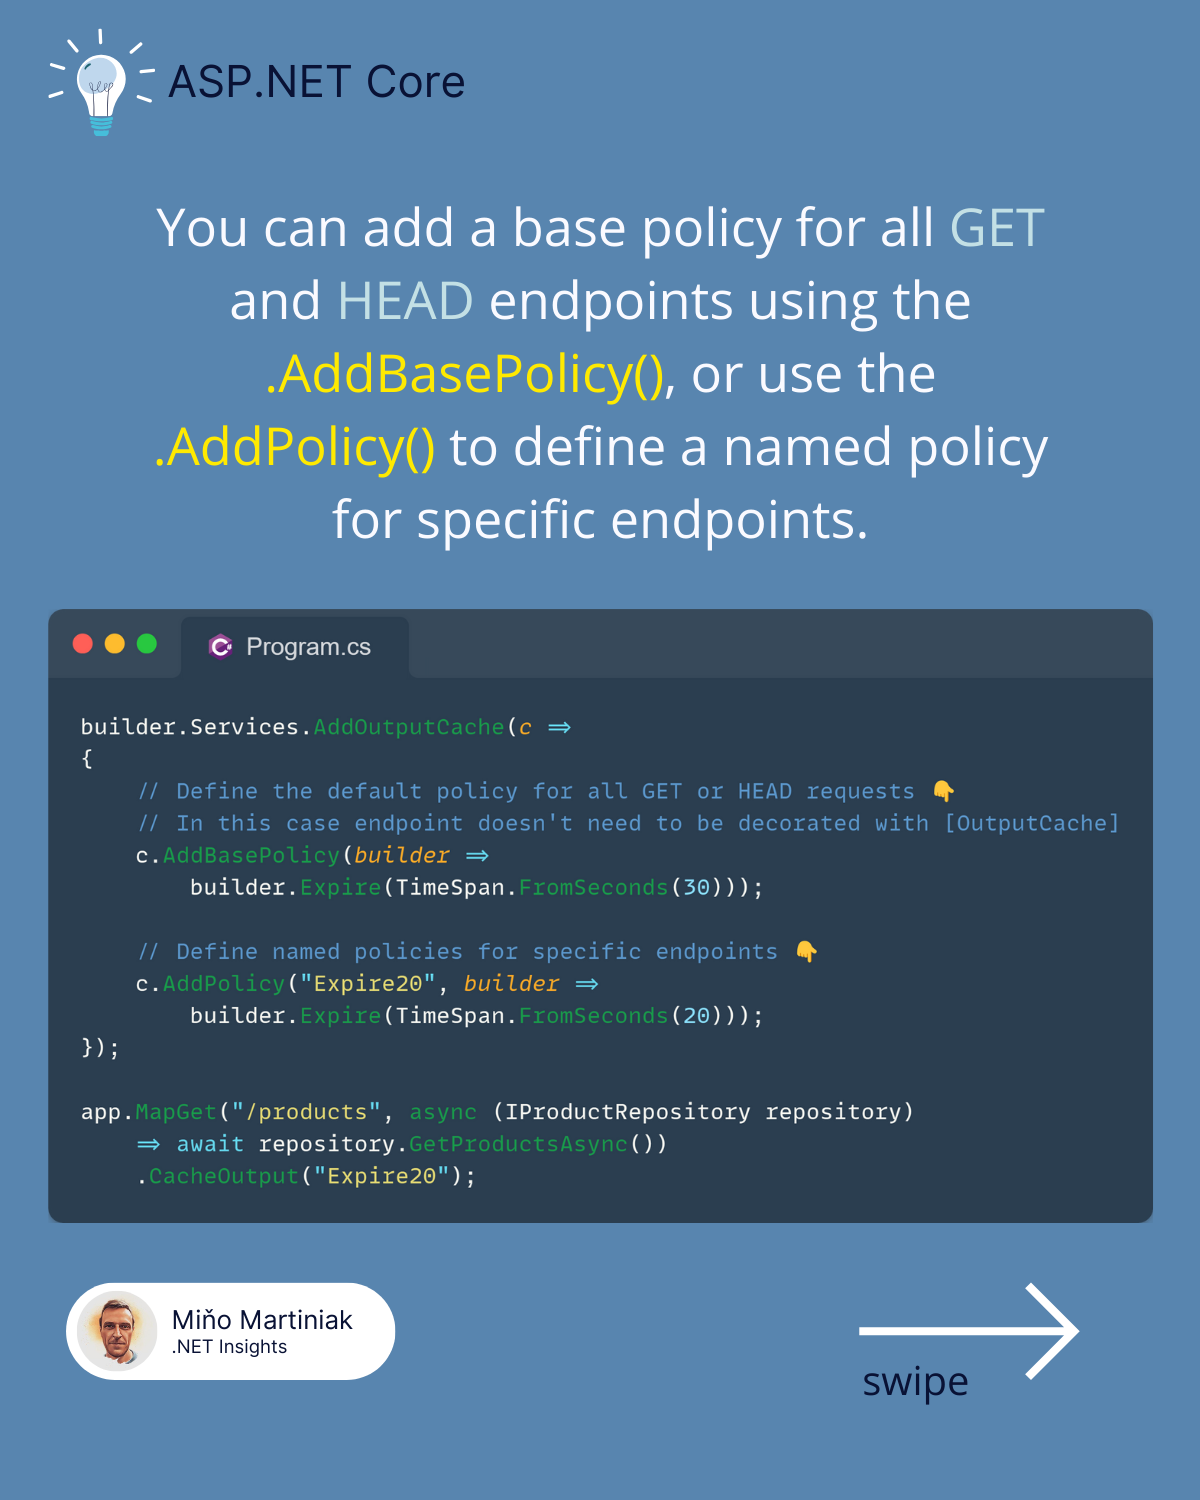 ASP.NET Core
You can add a base policy for all GET
and HEAD endpoints using the
.AddBasePolicy(), or use the
.AddPolicy() to define a named policy
for specific endpoints.
Program.cs
builder.Services.AddOutputCache(c =>
{
    // Define the default policy for all GET or HEAD requests 👇
    // In this case endpoint doesn't need to be decorated with [OutputCache]
    c.AddBasePolicy(builder =>
        builder.Expire(TimeSpan.FromSeconds(30)));

    // Define named policies for specific endpoints 👇
    c.AddPolicy("Expire20", builder =>
        builder.Expire(TimeSpan.FromSeconds(20)));
});

app.MapGet("/products", async (IProductRepository repository)
    => await repository.GetProductsAsync())
    .CacheOutput("Expire20");
Miňo Martiniak
.NET Insights
swipe